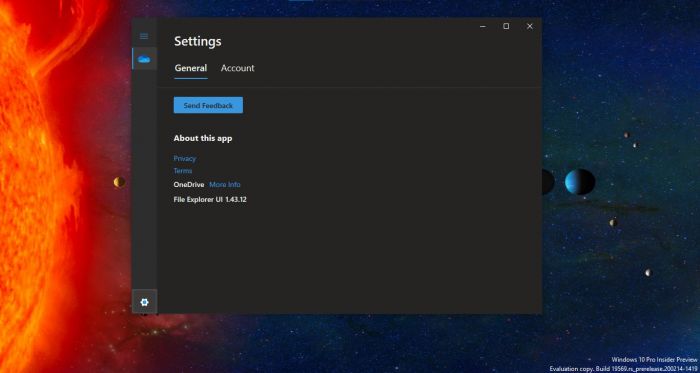 Settings
General Account
Send Feedback
About this app
Privacy
Terms
OneDrive More Info
File Explorer UI 1.43.12
Windows 10 Pro Insider Preview
Evaluation copy. Build 19569.rs_prerelease.200214-1410